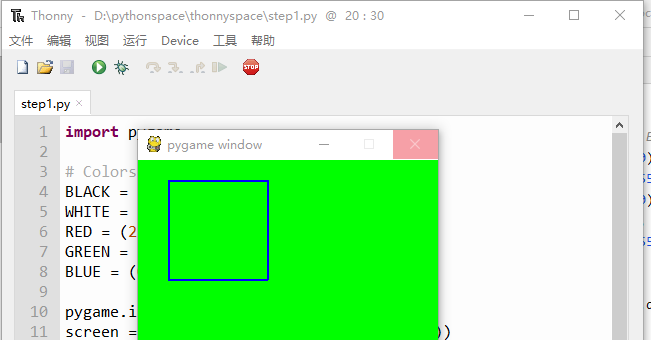 Thonny - D:\pythonspace\thonnyspace\step1.py @ 20 : 30
文件 编辑 视图 运行 Device 工具 帮助
STOP
step1.py ×
1 import pygame
pygame window
2
3 # Colors
4 BLACK =
5 WHITE =
6 RED = (2
7 GREEN =
8 BLUE = (
9
10 pygame.i
11 screen = ))